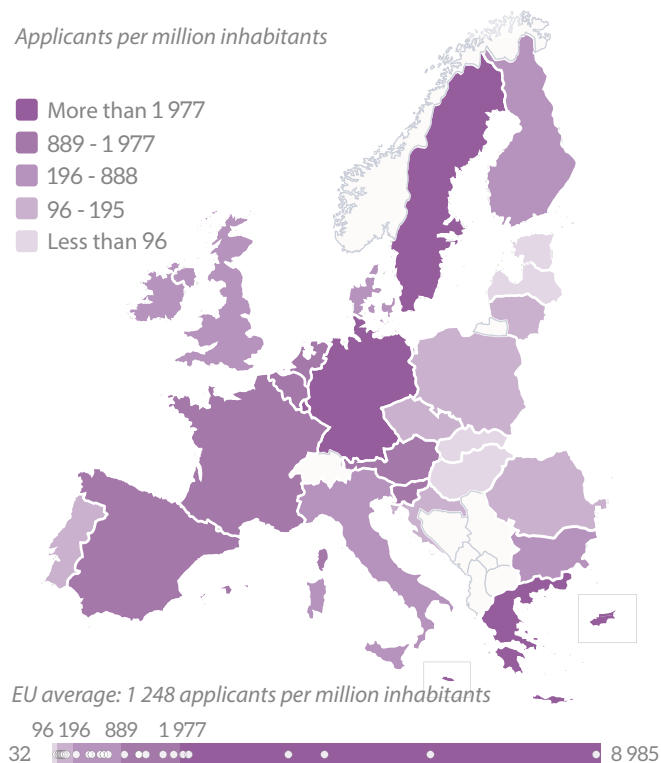 Applicants per million inhabitants
More than 1 977
889 - 1 977
196 - 888
96 - 195
Less than 96
EU average: 1 248 applicants per million inhabitants
96 196 889 1 977
32 8 985